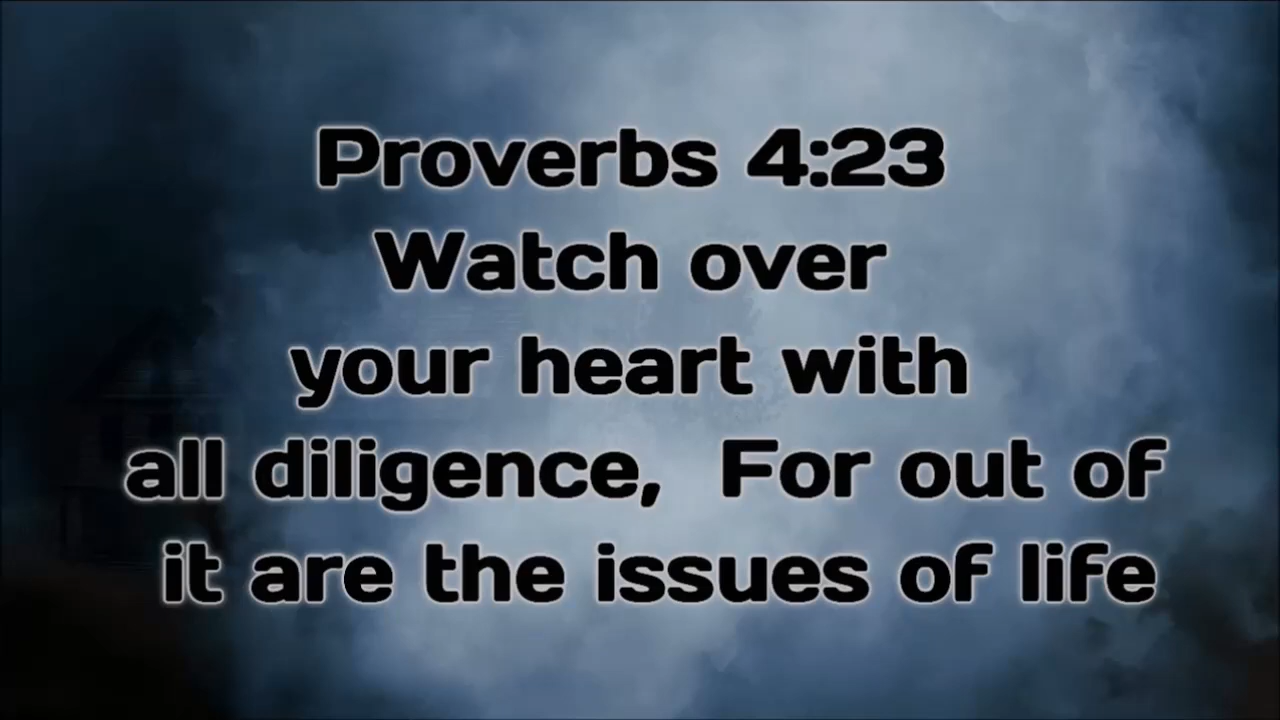 Proverbs 4:23
Watch over
your heart with
all diligence,  For out of
it are the issues of life